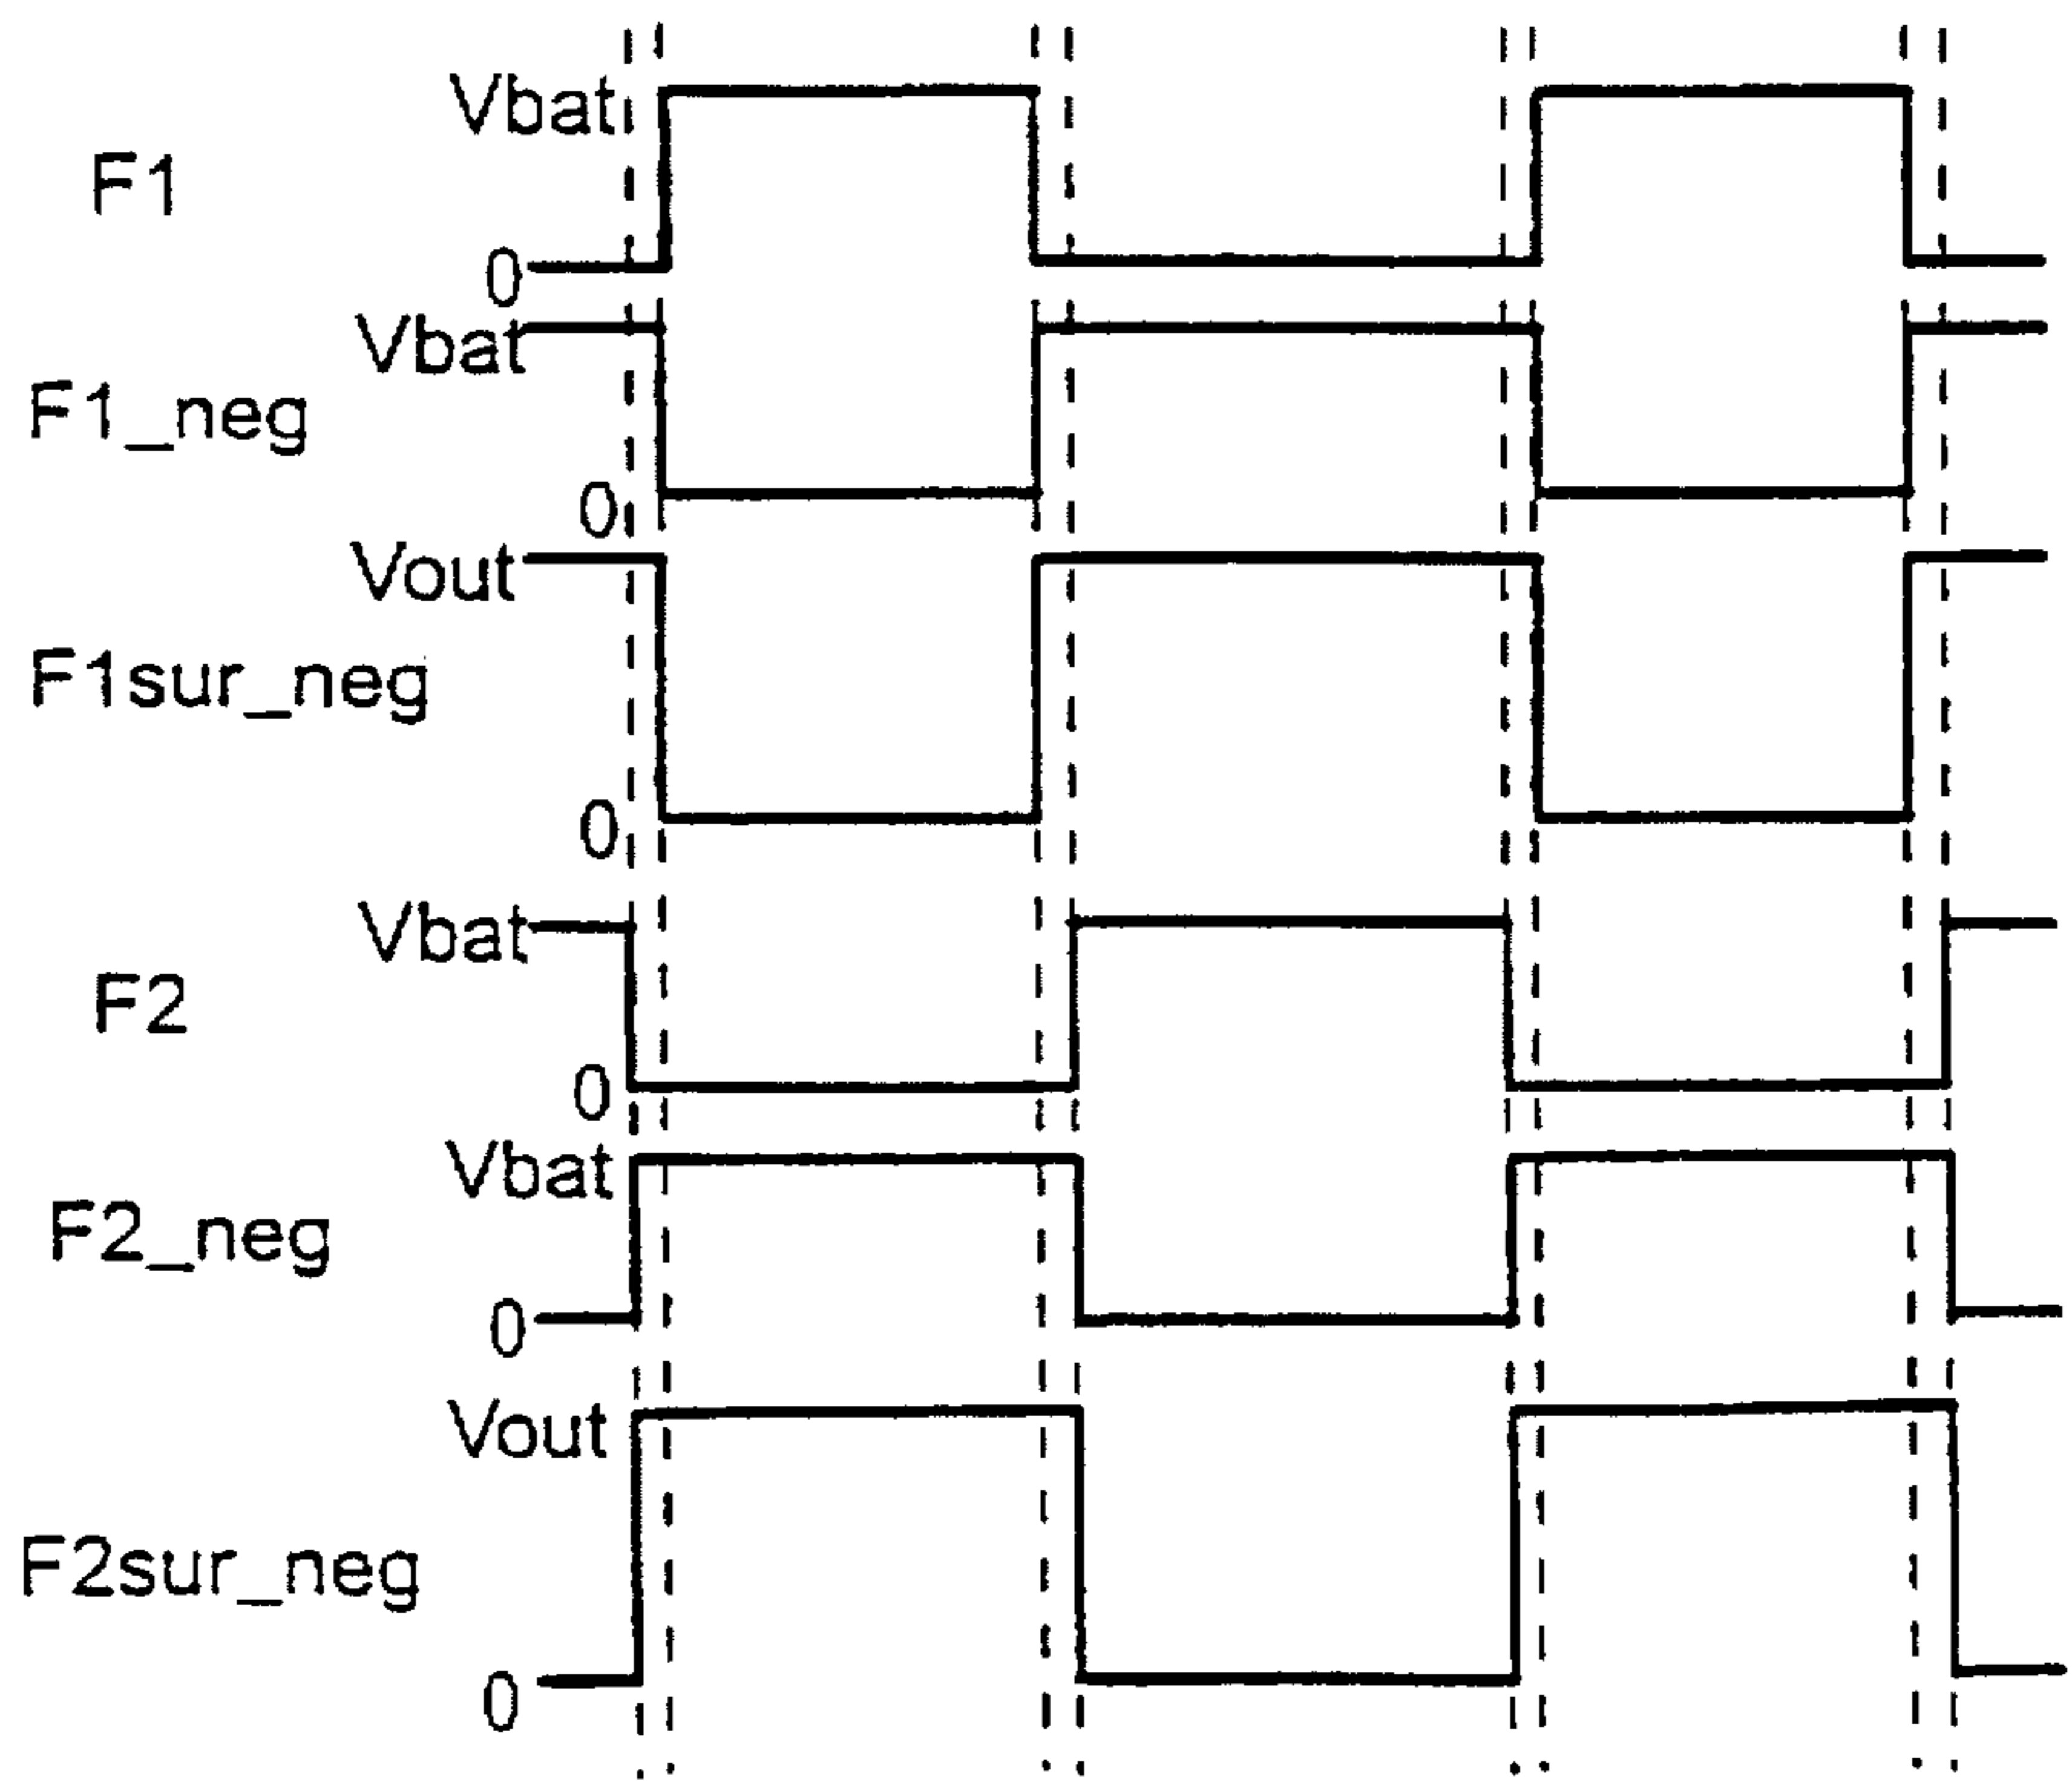 Vbat
F1
0
Vbat
F1_neg
0
Vout
F1sur_neg
0
Vbat
F2
0
Vbat
F2_neg
0
Vout
F2sur_neg
0